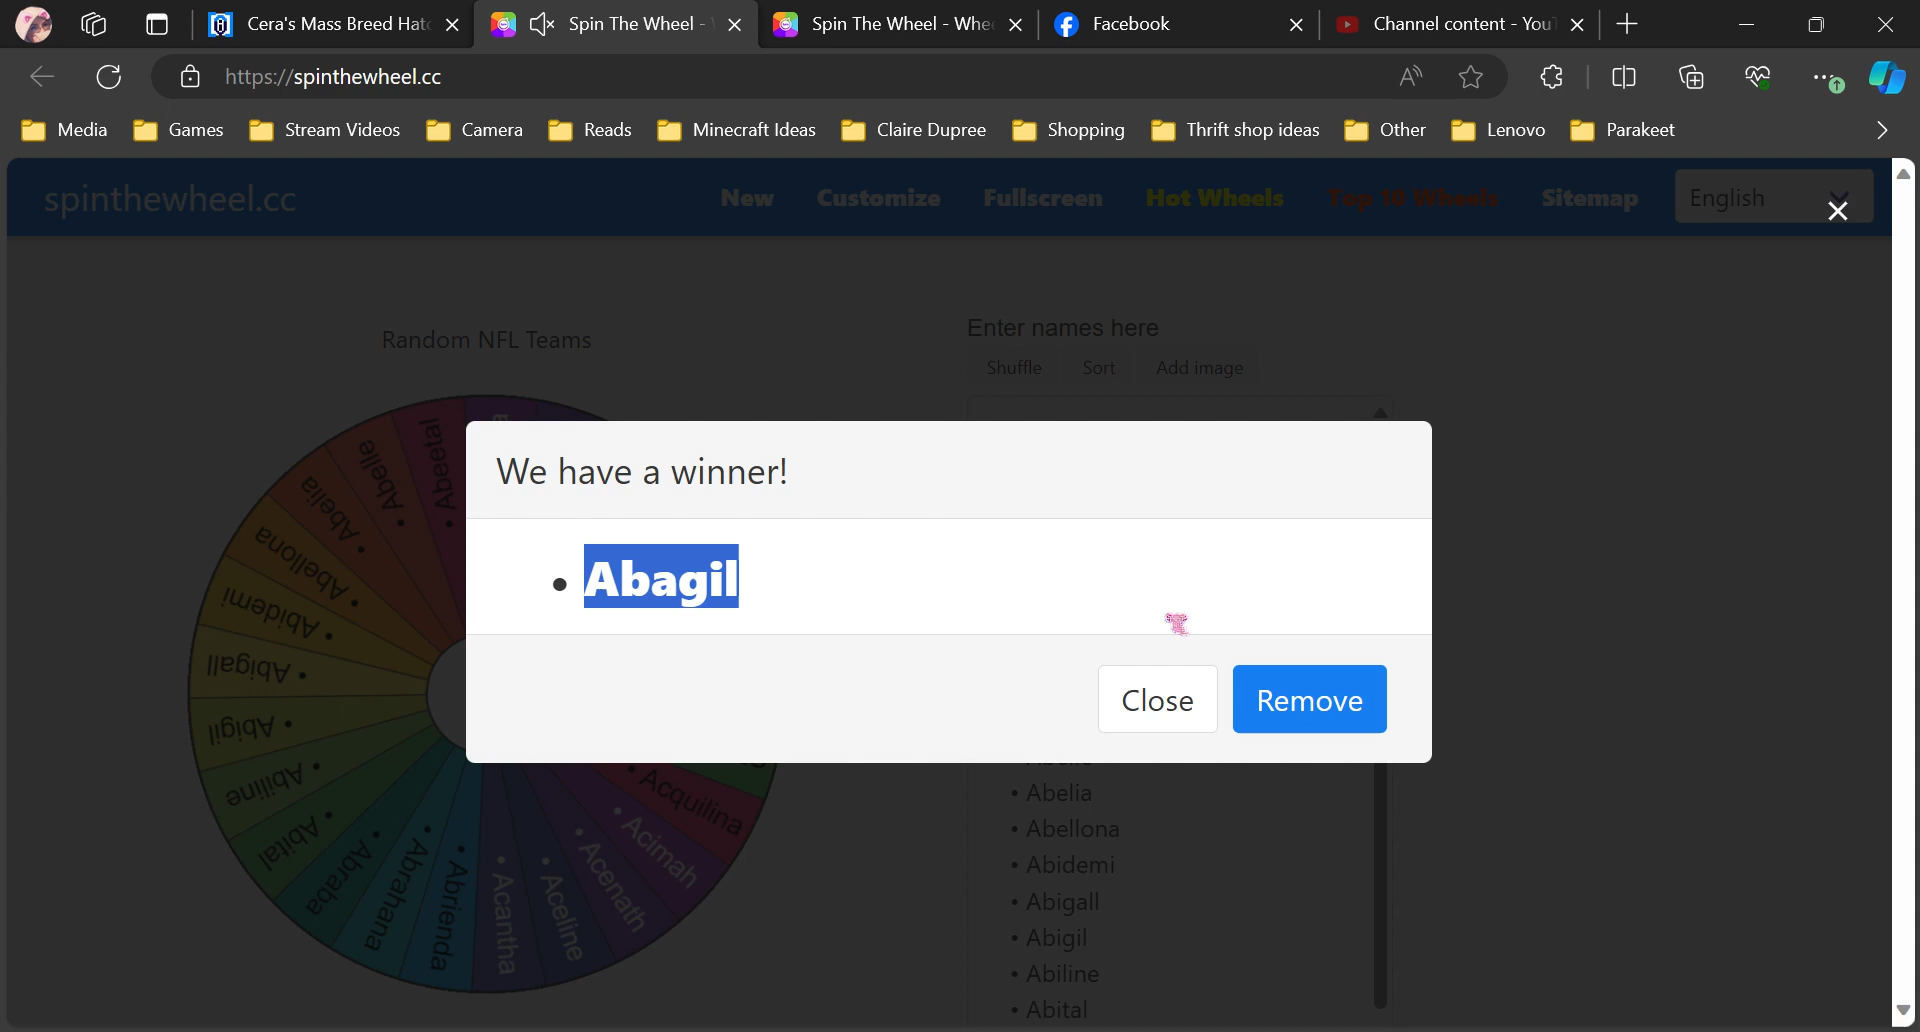 Cera's Mass Breed Hatc
Spin The Wheel - 
Spin The Wheel - Whe
Facebook
Channel content - YouT
https://spinthewheel.cc
Media
Games
Stream Videos
Camera
Reads
Minecraft Ideas
Claire Dupree
Shopping
Thrift shop ideas
Other
Lenovo
Parakeet
spinthewheel.cc
New
Customize
Fullscreen
Hot Wheels
Top 10 Wheels
Sitemap
English
Random NFL Teams
Enter names here
Shuffle
Sort
Add image
We have a winner!
• Abagil
Close
Remove
• Abeetal
• Abelle
• Abelia
• Abellona
• Abidemi
• Abigall
• Abigil
• Abiline
• Abital
• Abraba
• Abrahana
• Abrienda
• Acantha
• Aceline
• Acenath
• Acimah
• Acquilina
• Abelia
• Abellona
• Abidemi
• Abigall
• Abigil
• Abiline
• Abital